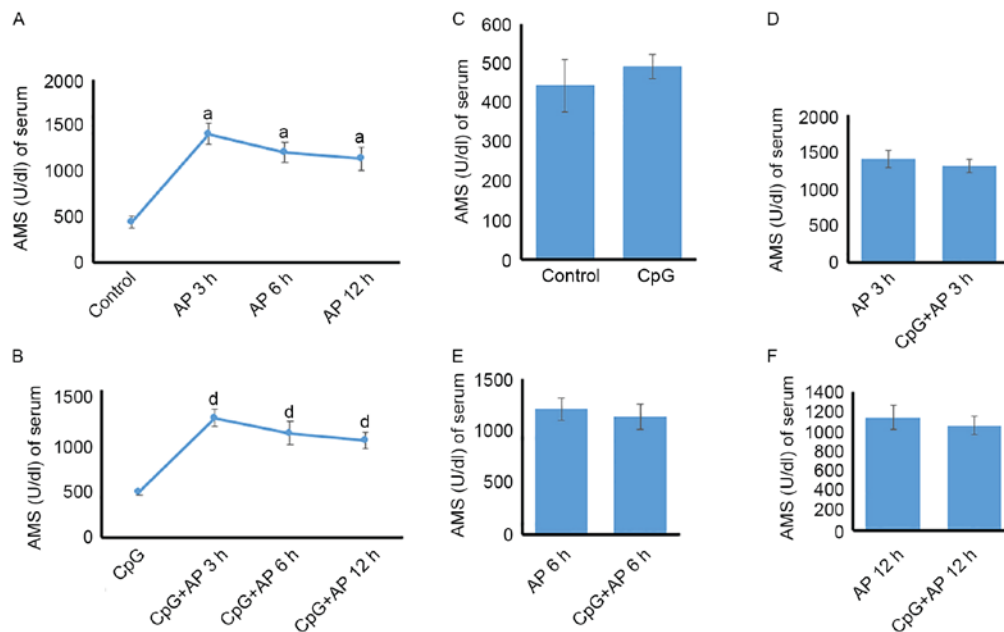 A
AMS (U/dl) of serum
2000
1500
1000
500
0
a
a
a
Control
AP 3 h
AP 6 h
AP 12 h
C
AMS (U/dl) of serum
600
500
400
300
200
100
0
Control
CpG
D
AMS (U/dl) of serum
2000
1500
1000
500
0
AP 3 h
CpG+AP 3 h
B
AMS (U/dl) of serum
1500
1000
500
0
d
d
d
CpG
CpG+AP 3 h
CpG+AP 6 h
CpG+AP 12 h
E
AMS (U/dl) of serum
1500
1000
500
0
AP 6 h
CpG+AP 6 h
F
AMS (U/dl) of serum
1400
1200
1000
800
600
400
200
0
AP 12 h
CpG+AP 12 h